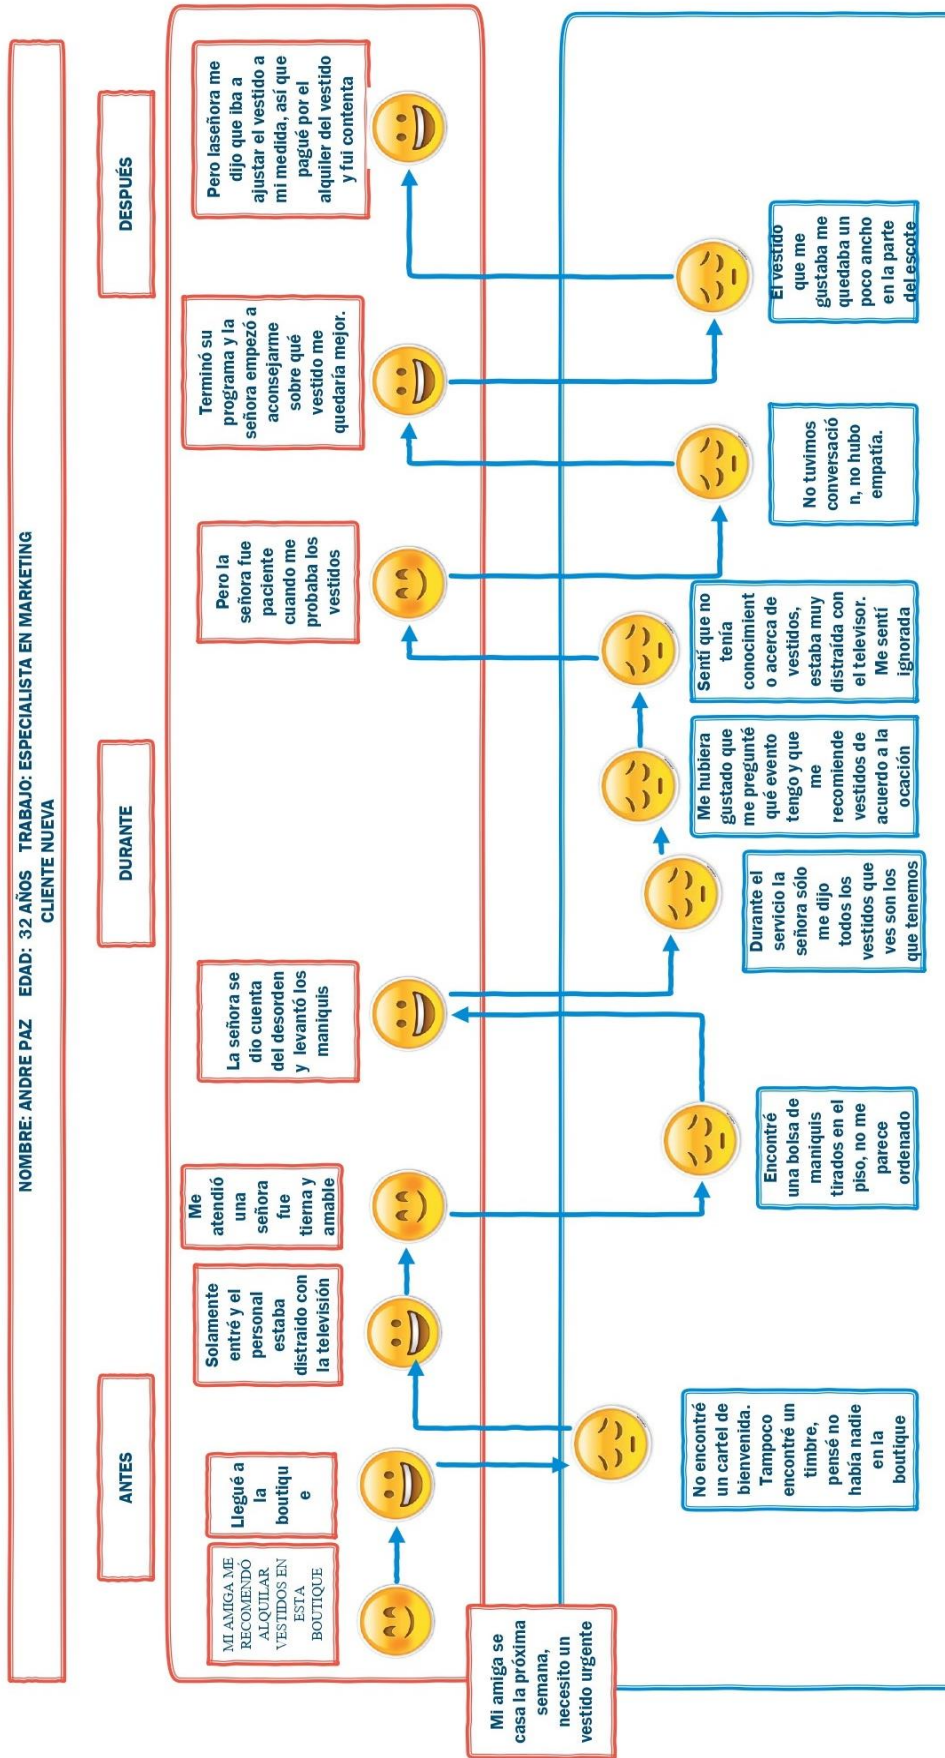 NOMBRE: ANDRE PAZ EDAD: 32 AÑOS TRABAJO: ESPECIALISTA EN MARKETING
CLIENTE NUEVA
ANTES
DURANTE
DESPUÉS
MI AMIGA ME
RECOMENDÓ
ALQUILAR
VESTIDOS EN
ESTA
BOUTIQUE
Llegué a
la
boutiqu
e
Solamente
entré y el
personal
estaba
distraido con
la televisión
Me
atendió
una
señora
fue
tierna y
amable
La señora se
dio cuenta
del desorden
y levantó los
maniquis
Pero la
señora fue
paciente
cuando me
probaba los
vestidos
Terminó su
programa y la
señora empezó a
aconsejarme
sobre qué
vestido me
quedaría mejor.
Pero laseñora me
dijo que iba a
ajustar el vestido a
mi medida, así que
pagué por el
alquiler del vestido
y fui contenta
Mi amiga se
casa la próxima
semana,
necesito un
vestido urgente
No encontré
un cartel de
bienvenida.
Tampoco
encontré un
timbre,
pensé no
había nadie
en la
boutique
Encontré
una bolsa de
maniquis
tirados en el
piso, no me
parece
ordenado
Durante el
servicio la
señora sólo
me dijo
todos los
vestidos que
ves son los
que tenemos
Me hubiera
gustado que
me pregunté
qué evento
tengo y que
me
recomiende
vestidos de
acuerdo a la
ocación
Sentí que no
tenía
conocimient
o acerca de
vestidos,
estaba muy
distraída con
el televisor.
Me sentí
ignorada
No tuvimos
conversació
n, no hubo
empatía.
El vestido
que me
gustaba me
quedaba un
poco ancho
en la parte
del escote